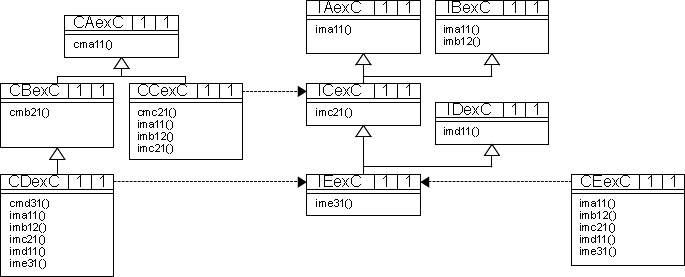 CAexC 1 1
cma11()
IAexC 1 1
ima11()
IBexC 1 1
ima11()
imb12()
CBexC 1 1
cmb21()
CCexC 1 1
cmc21()
ima11()
imb12()
imc21()
ICexC 1 1
imc21()
IDexC 1 1
imd11()
CDexC 1 1
cmd31()
ima11()
imb12()
imc21()
imd11()
ime31()
IEexC 1 1
ime31()
CEexC 1 1
ima11()
imb12()
imc21()
imd11()
ime31()